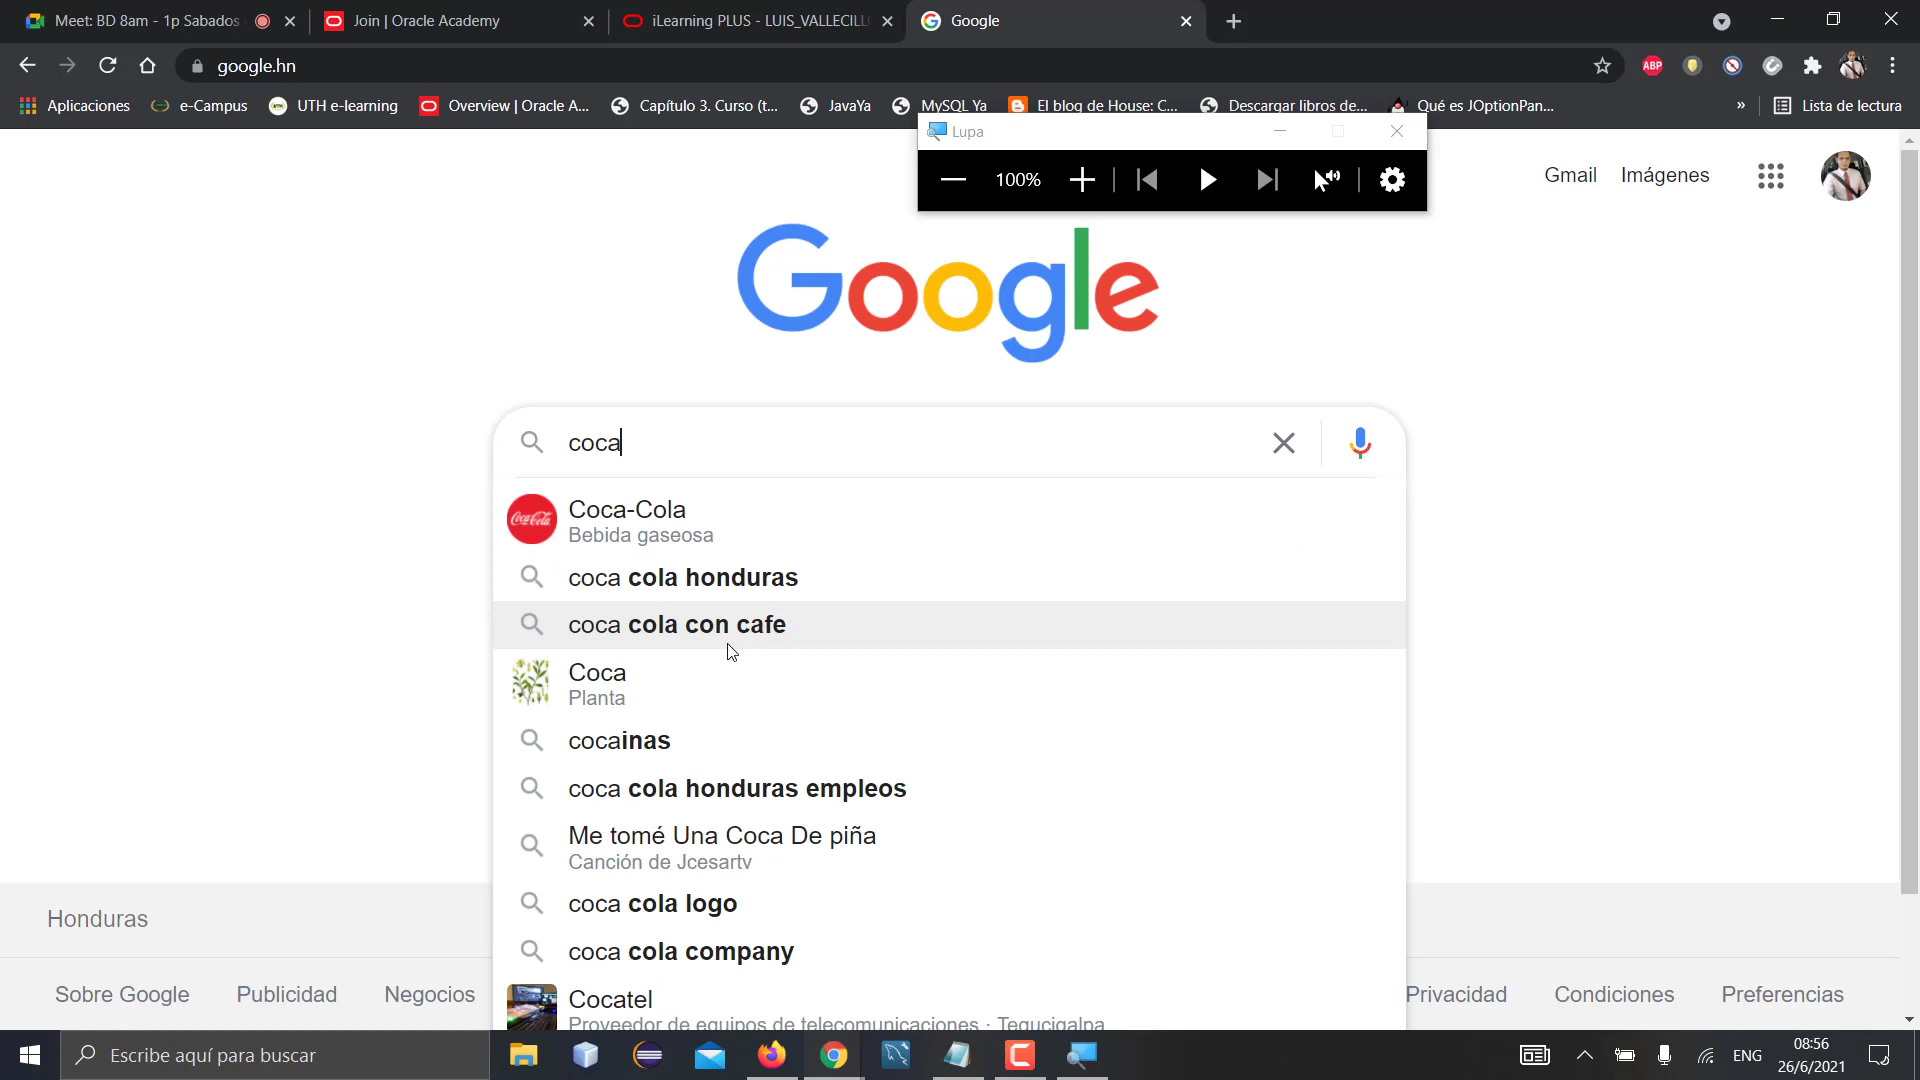 Meet: BD 8am - 1p Sabados
Join | Oracle Academy
iLearning PLUS - LUIS_VALLECILL
Google
google.hn
ABP
Aplicaciones
e-Campus
UTH e-learning
Overview | Oracle A...
Capítulo 3. Curso (t...
JavaYa
MySQL Ya
El blog de House: C...
Descargar libros de...
Qué es JOptionPan...
»
Lista de lectura
Lupa
100%
Gmail
Imágenes
Google
coca
Coca-Cola
Coca-Cola
Bebida gaseosa
coca cola honduras
coca cola con cafe
Coca
Planta
cocainas
coca cola honduras empleos
Me tomé Una Coca De piña
Canción de Jcesartv
coca cola logo
coca cola company
Cocatel
Proveedor de equipos de telecomunicaciones · Tegucigalpa
Honduras
Sobre Google
Publicidad
Negocios
Privacidad
Condiciones
Preferencias
Escribe aquí para buscar
ENG
08:56
26/6/2021